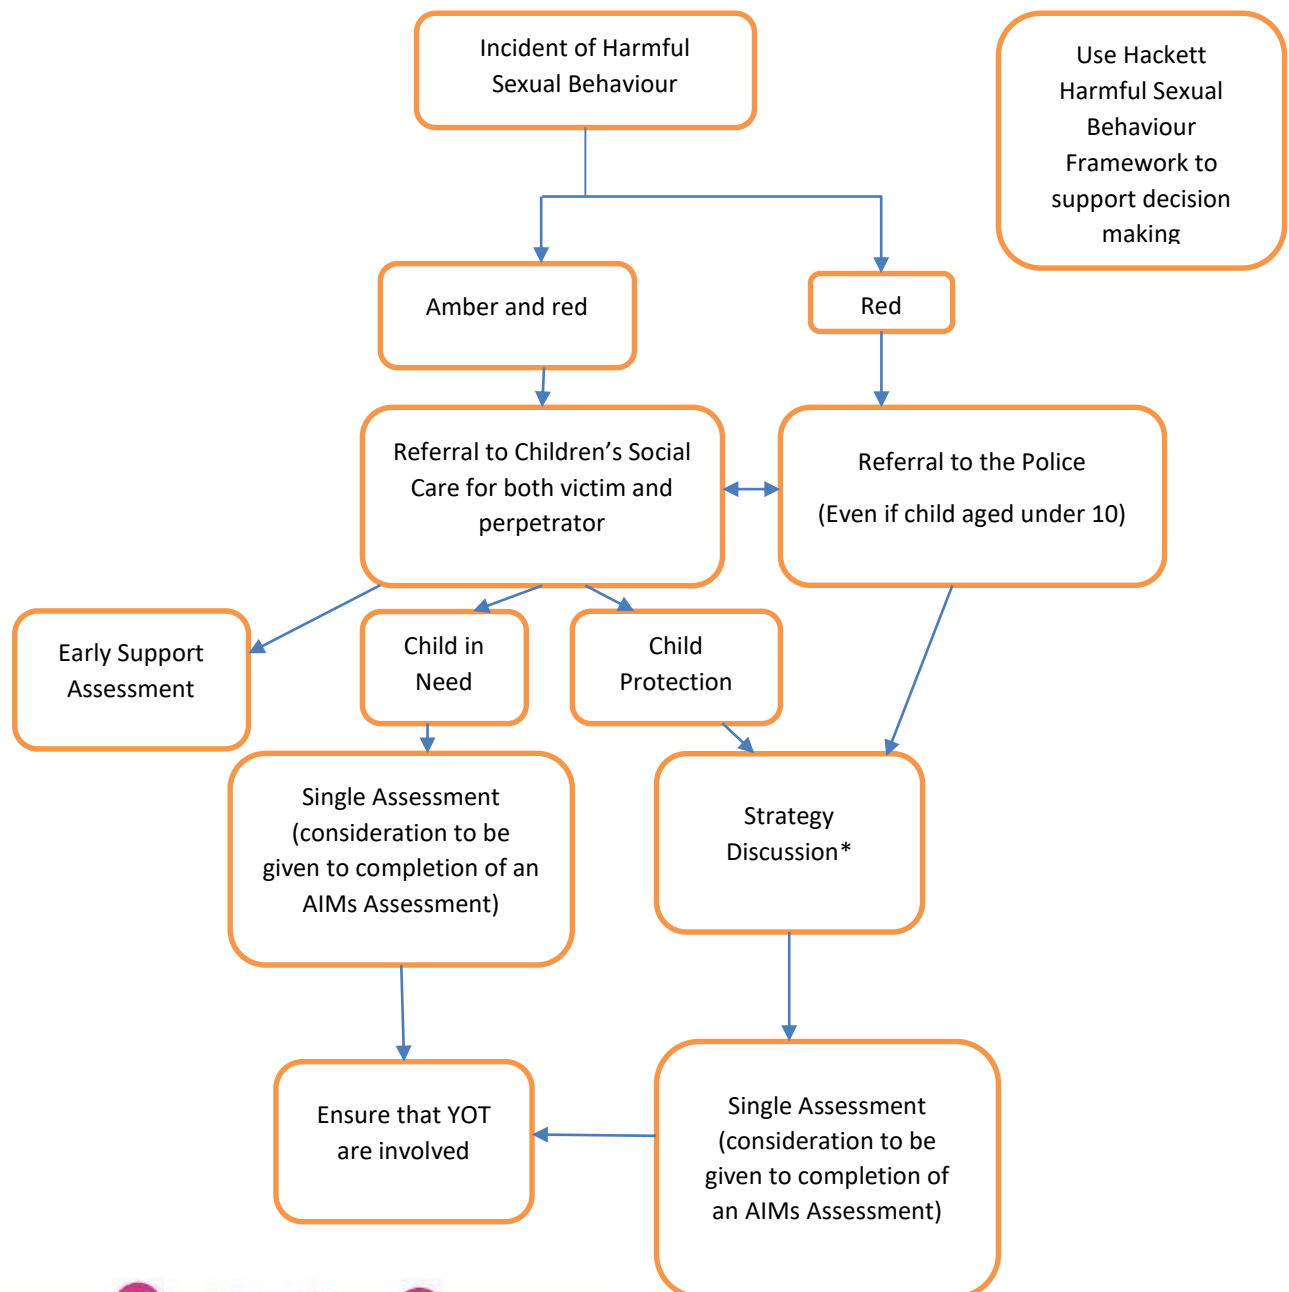 Incident of Harmful
Sexual Behaviour
Use Hackett
Harmful Sexual
Behaviour
Framework to
support decision
making
Amber and red
Red
Referral to Children’s Social
Care for both victim and
perpetrator
Referral to the Police
(Even if child aged under 10)
Early Support
Assessment
Child in
Need
Child
Protection
Single Assessment
(consideration to be
given to completion of an
AIMs Assessment)
Strategy
Discussion*
Ensure that YOT
are involved
Single Assessment
(consideration to be
given to completion of
an AIMs Assessment)